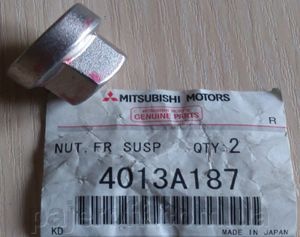 MITSUBISHI MOTORS
GENUINE PARTS
R
NUT, FR SUSP QTY 2
4013A187
KD MADE IN JAPAN